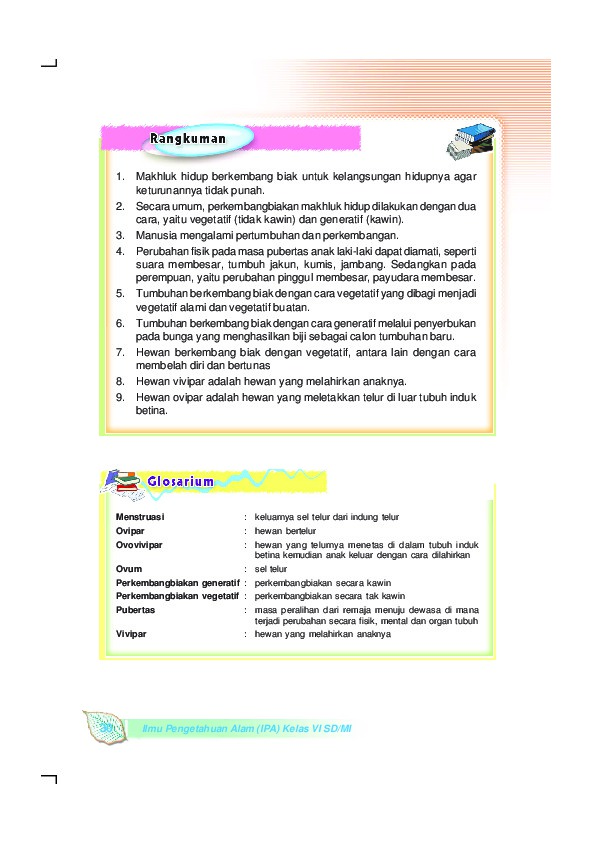 Rangkuman
1. Makhluk hidup berkembang biak untuk kelangsungan hidupnya agar
keturunannya tidak punah.
2. Secara umum, perkembangbiakan makhluk hidup dilakukan dengan dua
cara, yaitu vegetatif (tidak kawin) dan generatif (kawin).
3. Manusia mengalami pertumbuhan dan perkembangan.
4. Perubahan fisik pada masa pubertas anak laki-laki dapat diamati, seperti
suara membesar, tumbuh jakun, kumis, jambang. Sedangkan pada
perempuan, yaitu perubahan pinggul membesar, payudara membesar.
5. Tumbuhan berkembang biak dengan cara vegetatif yang dibagi menjadi
vegetatif alami dan vegetatif buatan.
6. Tumbuhan berkembang biak dengan cara generatif melalui penyerbukan
pada bunga yang menghasilkan biji sebagai calon tumbuhan baru.
7. Hewan berkembang biak dengan vegetatif, antara lain dengan cara
membelah diri dan bertunas
8. Hewan vivipar adalah hewan yang melahirkan anaknya.
9. Hewan ovipar adalah hewan yang meletakkan telur di luar tubuh induk
betina.
Glosarium
Menstruasi : keluarnya sel telur dari indung telur
Ovipar : hewan bertelur
Ovovivipar : hewan yang telurnya menetas di dalam tubuh induk
betina kemudian anak keluar dengan cara dilahirkan
Ovum : sel telur
Perkembangbiakan generatif : perkembangbiakan secara kawin
Perkembangbiakan vegetatif : perkembangbiakan secara tak kawin
Pubertas : masa peralihan dari remaja menuju dewasa di mana
terjadi perubahan secara fisik, mental dan organ tubuh
Vivipar : hewan yang melahirkan anaknya
Ilmu Pengetahuan Alam (IPA) Kelas VI SD/MI